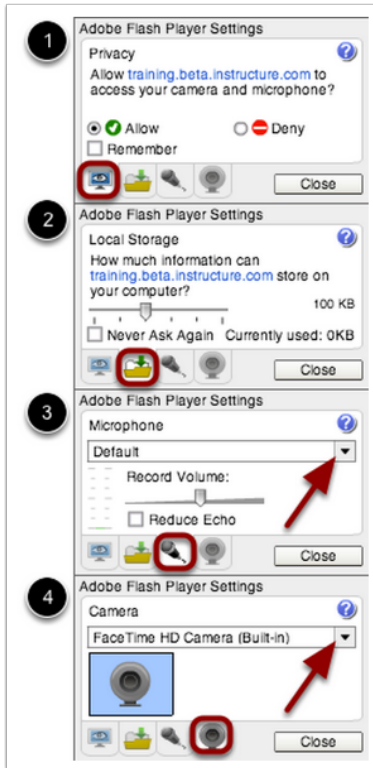 1
Adobe Flash Player Settings
Privacy
Allow training.beta.instructure.com to
access your camera and microphone?
Allow Deny
Remember
Close
2
Adobe Flash Player Settings
Local Storage
How much information can
training.beta.instructure.com store on
your computer?
100 KB
Never Ask Again Currently used: 0KB
Close
3
Adobe Flash Player Settings
Microphone
Default
Record Volume:
Reduce Echo
Close
4
Adobe Flash Player Settings
Camera
FaceTime HD Camera (Built-in)
Close